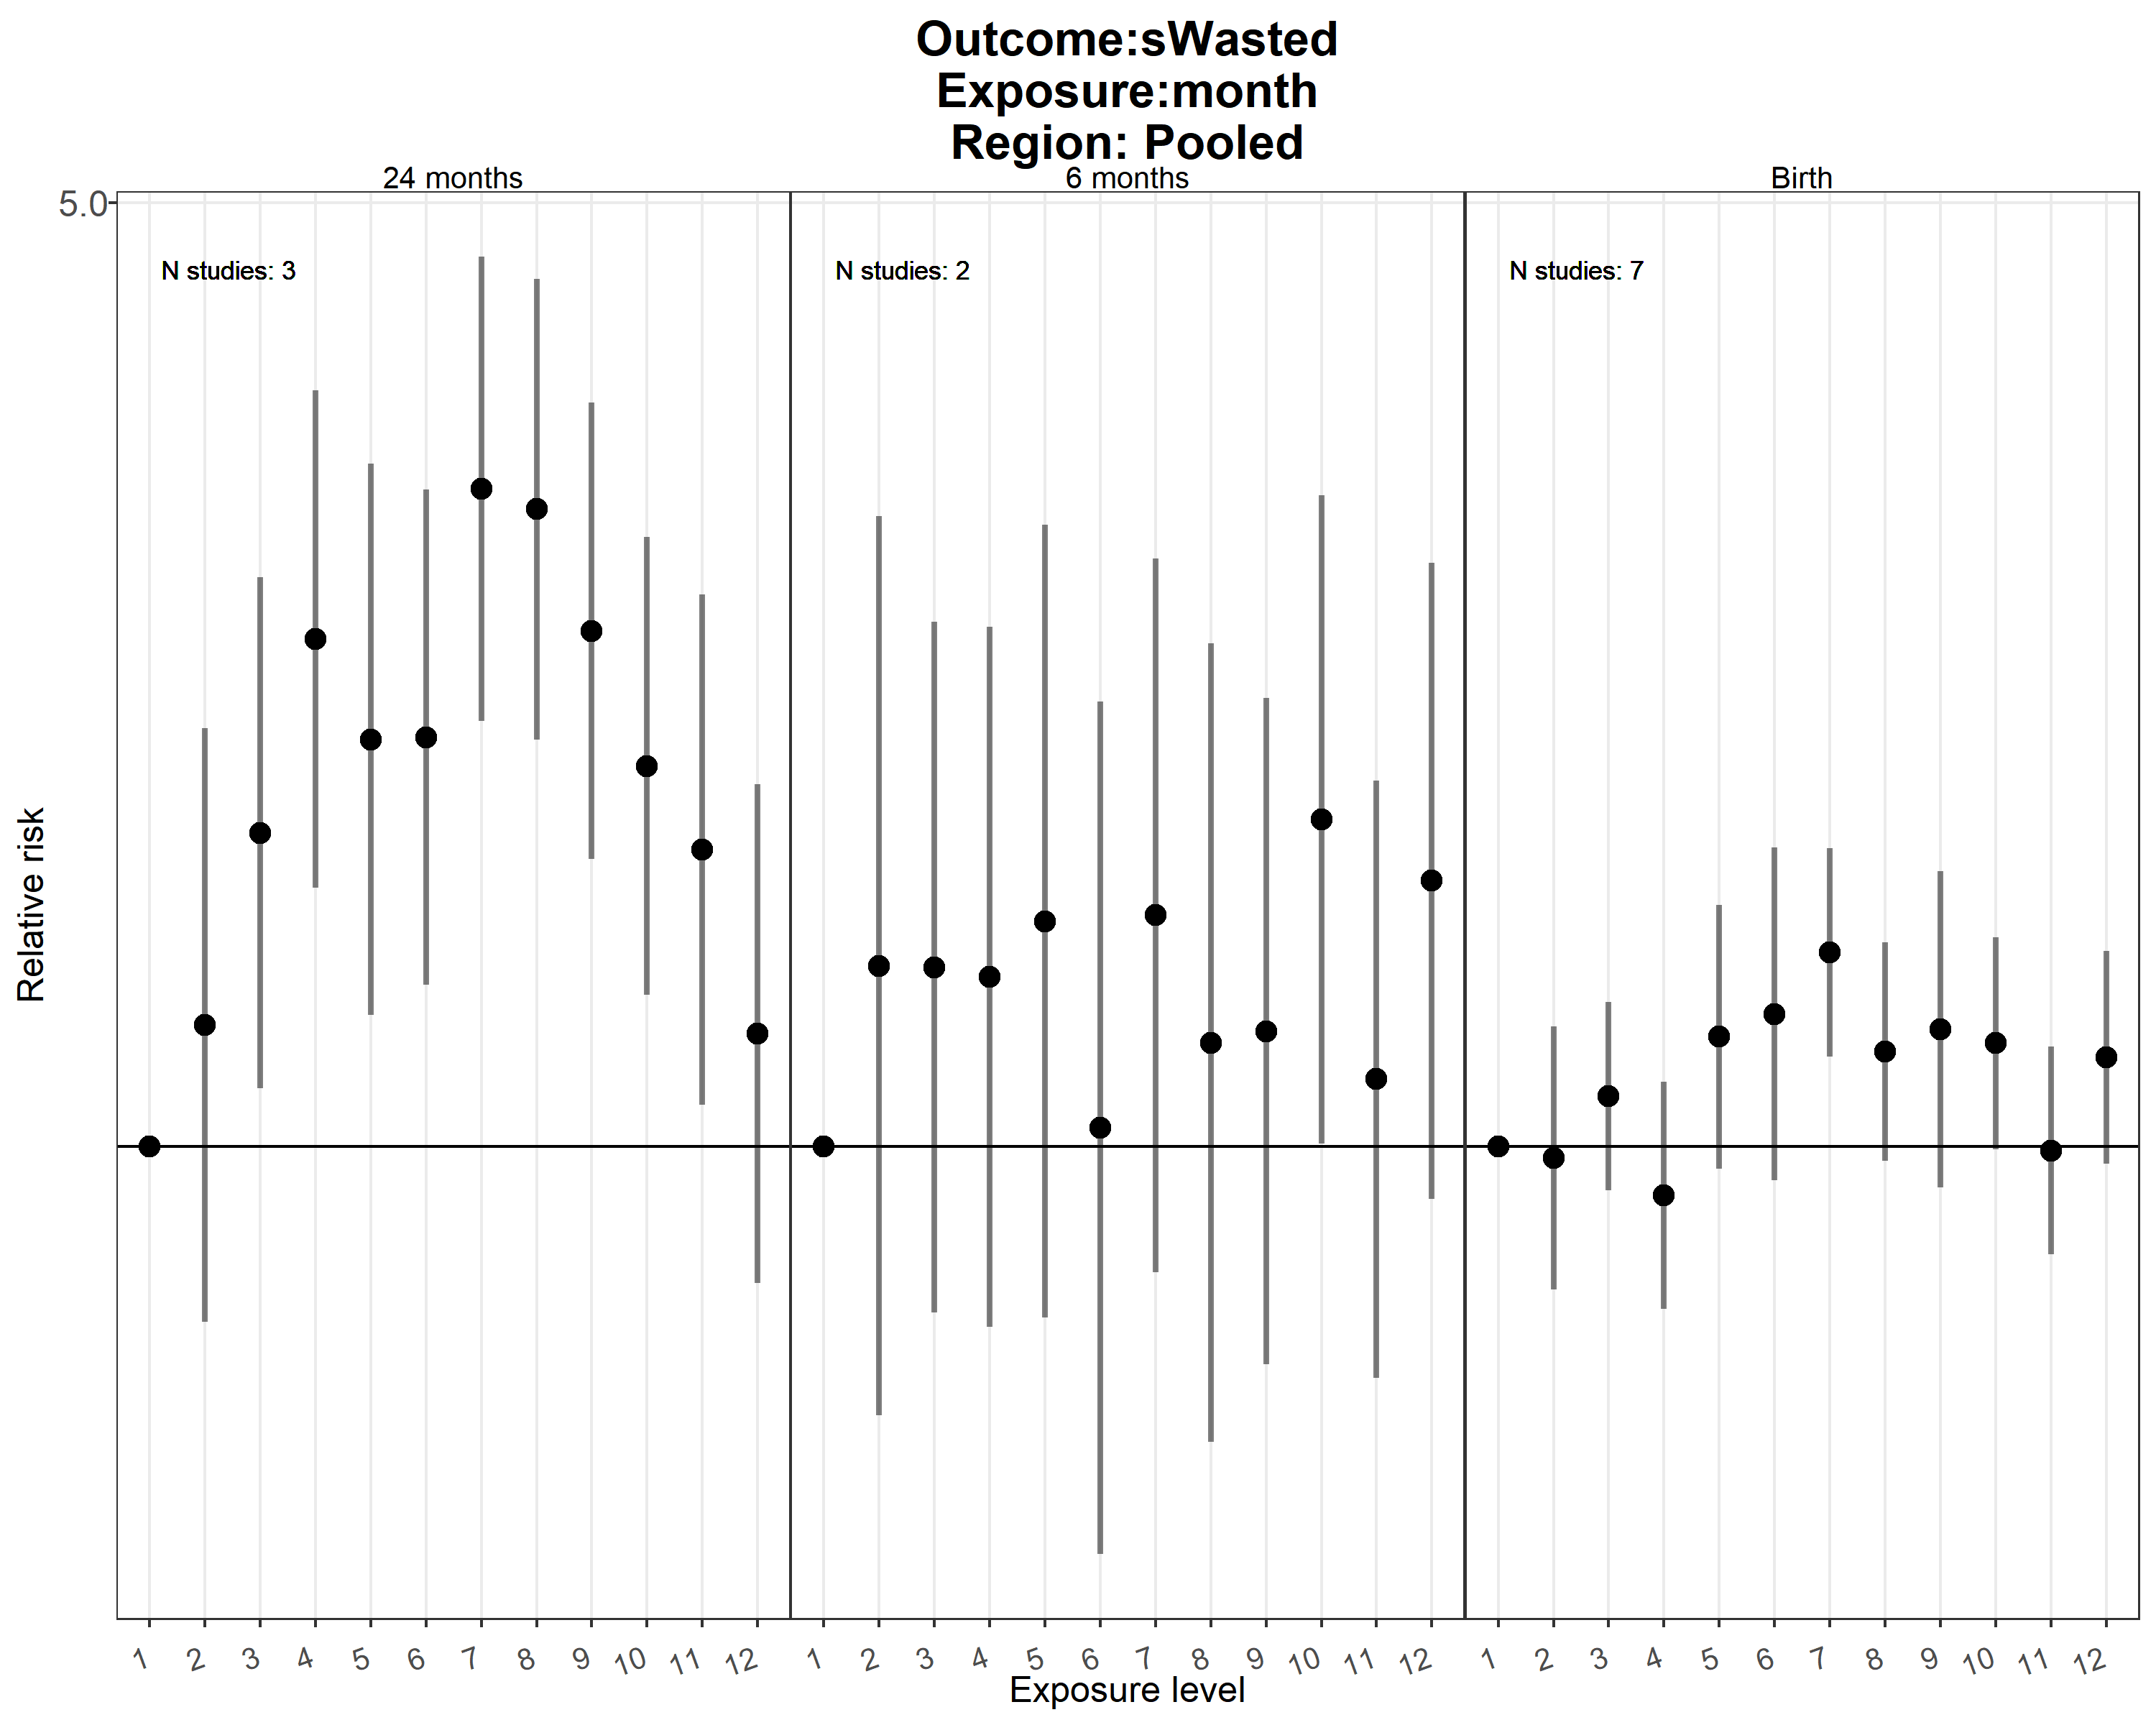 Outcome:sWasted
Exposure:month
Region: Pooled
24 months
6 months
Birth
5.0
N studies: 3
N studies: 2
N studies: 7
Relative risk
1 2 3 4 5 6 7 8 9 10 11 12 1 2 3 4 5 6 7 8 9 10 11 12 1 2 3 4 5 6 7 8 9 10 11 12
Exposure level